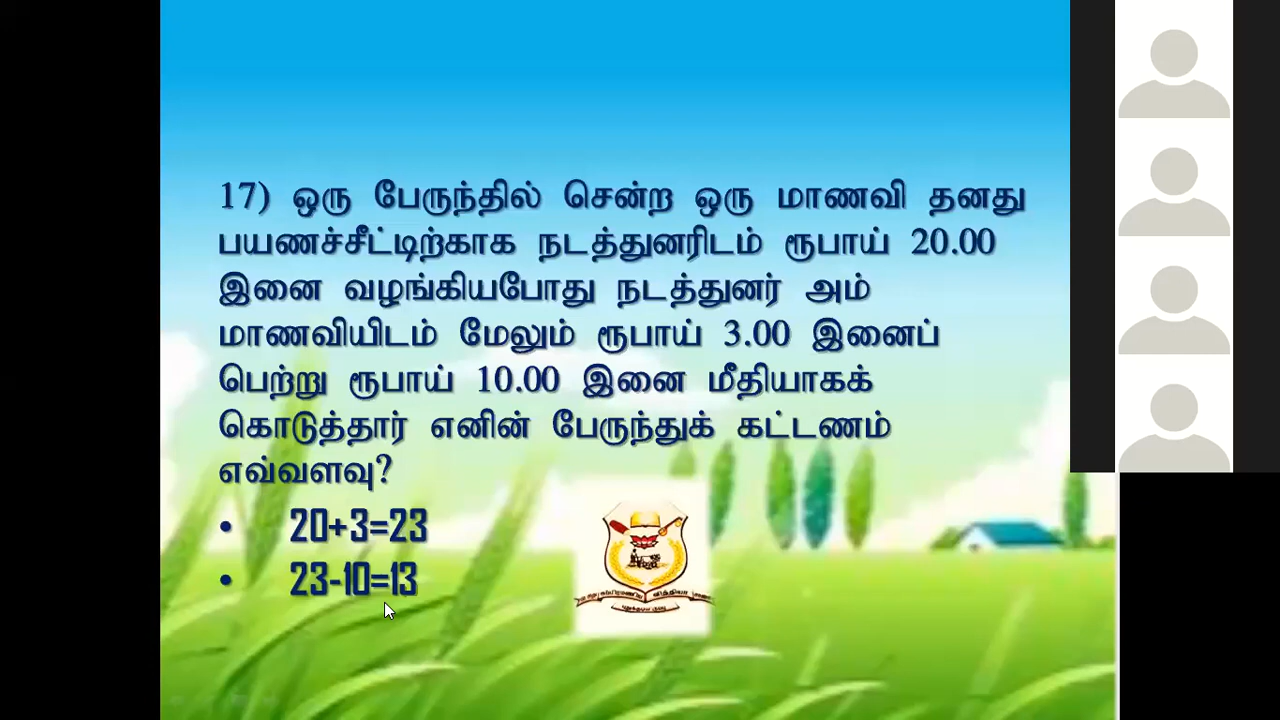 17) ஒரு பேருந்தில் சென்ற ஒரு மாணவி தனது
பயணச்சீட்டிற்காக நடத்துனரிடம் ரூபாய் 20.00
இனை வழங்கியபோது நடத்துனர் அம்
மாணவியிடம் மேலும் ரூபாய் 3.00 இனைப்
பெற்று ரூபாய் 10.00 இனை மீதியாகக்
கொடுத்தார் எனின் பேருந்துக் கட்டணம்
எவ்வளவு?
• 20+3=23
• 23-10=13